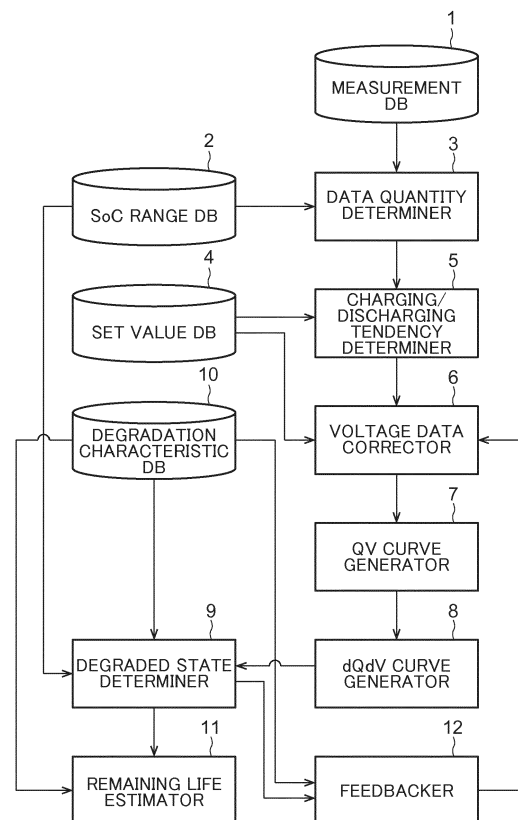 1
MEASUREMENT
DB
2
SoC RANGE DB
3
DATA QUANTITY
DETERMINER
4
SET VALUE DB
5
CHARGING/
DISCHARGING
TENDENCY
DETERMINER
10
DEGRADATION
CHARACTERISTIC
DB
6
VOLTAGE DATA
CORRECTOR
7
QV CURVE
GENERATOR
9
DEGRADED STATE
DETERMINER
8
dQdV CURVE
GENERATOR
11
REMAINING LIFE
ESTIMATOR
12
FEEDBACKER